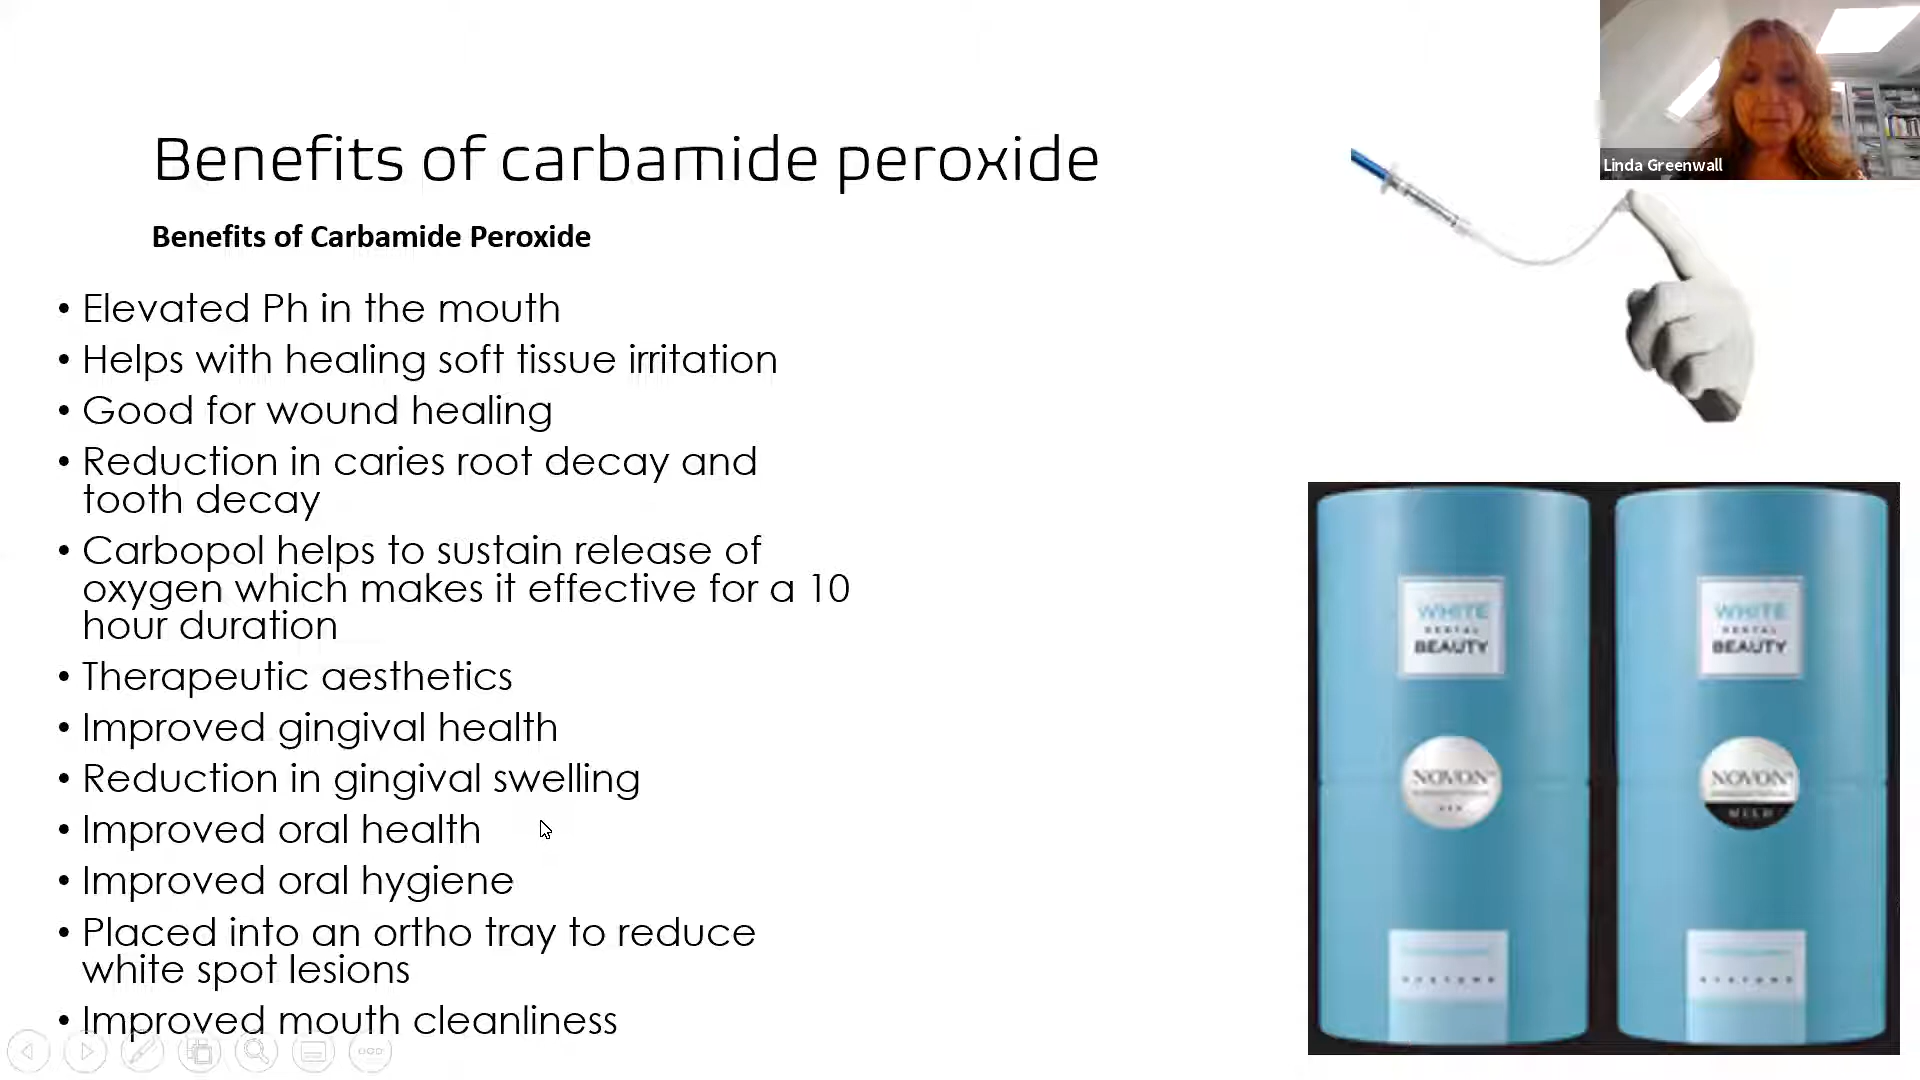 Benefits of carbamide peroxide
Linda Greenwall
Benefits of Carbamide Peroxide
• Elevated Ph in the mouth
• Helps with healing soft tissue irritation
• Good for wound healing
• Reduction in caries root decay and
tooth decay
• Carbopol helps to sustain release of
oxygen which makes it effective for a 10
hour duration
• Therapeutic aesthetics
• Improved gingival health
• Reduction in gingival swelling
• Improved oral health
• Improved oral hygiene
• Placed into an ortho tray to reduce
white spot lesions
• Improved mouth cleanliness
WHITE
DENTAL
BEAUTY
NOVON
WHITE
DENTAL
BEAUTY
NOVON
MILD